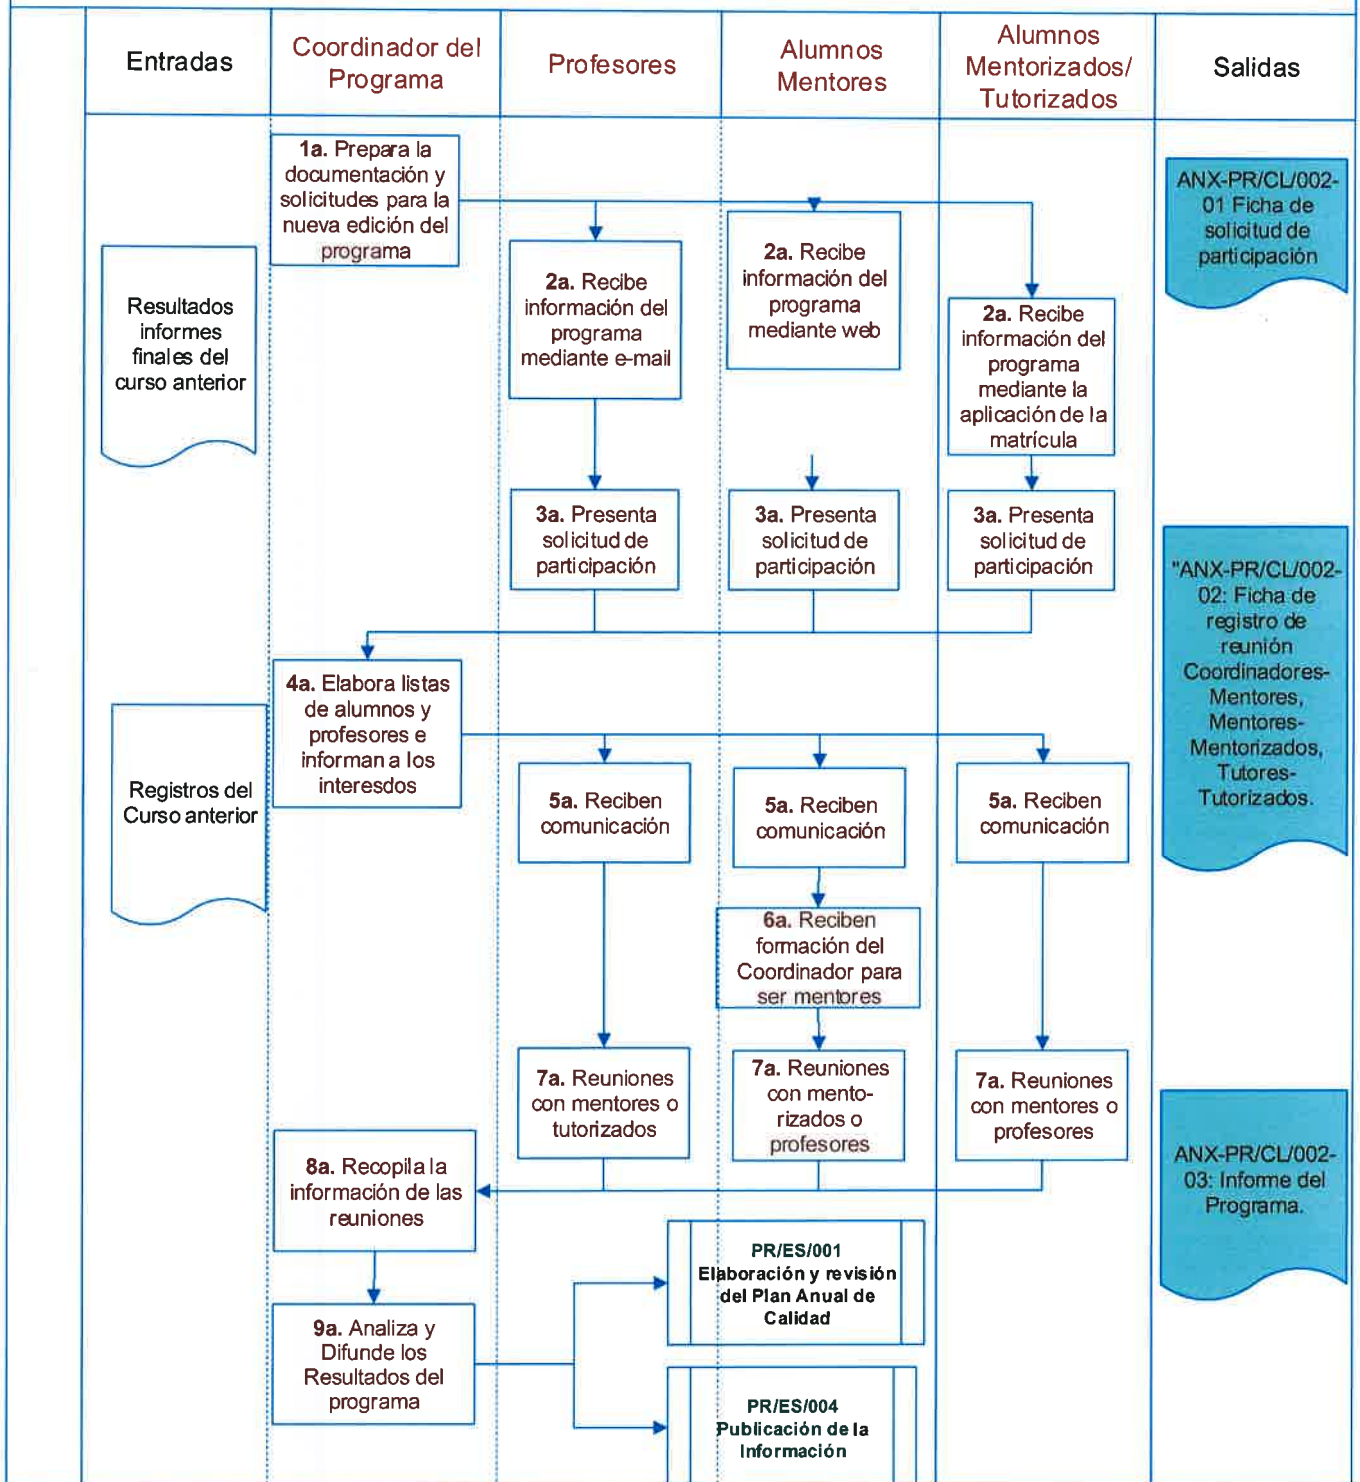 Entradas
Coordinador del
Programa
Profesores
Alumnos
Mentores
Alumnos
Mentorizados/
Tutorizados
Salidas
1a. Prepara la
documentación y
solicitudes para la
nueva edición del
programa
ANX-PR/CL/002-
01 Ficha de
solicitud de
participación
Resultados
informes
finales del
curso anterior
2a. Recibe
información del
programa
mediante e-mail
2a. Recibe
información del
programa
mediante web
2a. Recibe
información del
programa
mediante la
aplicación de la
matrícula
3a. Presenta
solicitud de
participación
3a. Presenta
solicitud de
participación
3a. Presenta
solicitud de
participación
"ANX-PR/CL/002-
02: Ficha de
registro de
reunión
Coordinadores-
Mentores,
Mentores-
Mentorizados,
Tutores-
Tutorizados.
4a. Elabora listas
de alumnos y
profesores e
informan a los
interesdos
Registros del
Curso anterior
5a. Reciben
comunicación
5a. Reciben
comunicación
5a. Reciben
comunicación
6a. Reciben
formación del
Coordinador para
ser mentores
7a. Reuniones
con mentores o
tutorizados
7a. Reuniones
con mento-
rizados o
profesores
7a. Reuniones
con mentores o
profesores
8a. Recopila la
información de las
reuniones
ANX-PR/CL/002-
03: Informe del
Programa.
9a. Analiza y
Difunde los
Resultados del
programa
PR/ES/001
Elaboración y revisión
del Plan Anual de
Calidad
PR/ES/004
Publicación de la
Información